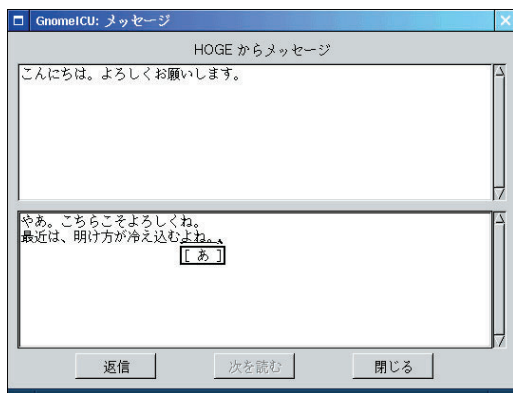 GnomeICU: メッセージ
HOGE からメッセージ
こんにちは。よろしくお願いします。
やあ。こちらこそよろしくね。
最近は、明け方が冷え込むよね。、
[ あ ]
返信
次を読む
閉じる